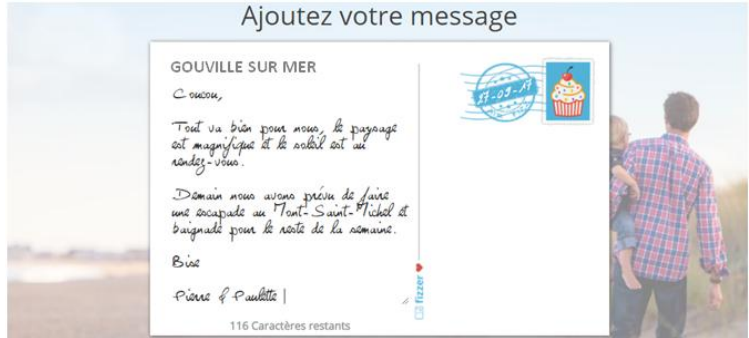 Ajoutez votre message
GOUVILLE SUR MER
Coucou,
Tout va bien pour nous, le paysage
est magnifique et le soleil est au
rendez-vous.
Demain nous avons prévu de faire
une escapade au Mont-Saint-Michel et
baignade pour le reste de la semaine.
Bise
Pierre & Paulette
116 Caractères restants
fizzer
27-09-17